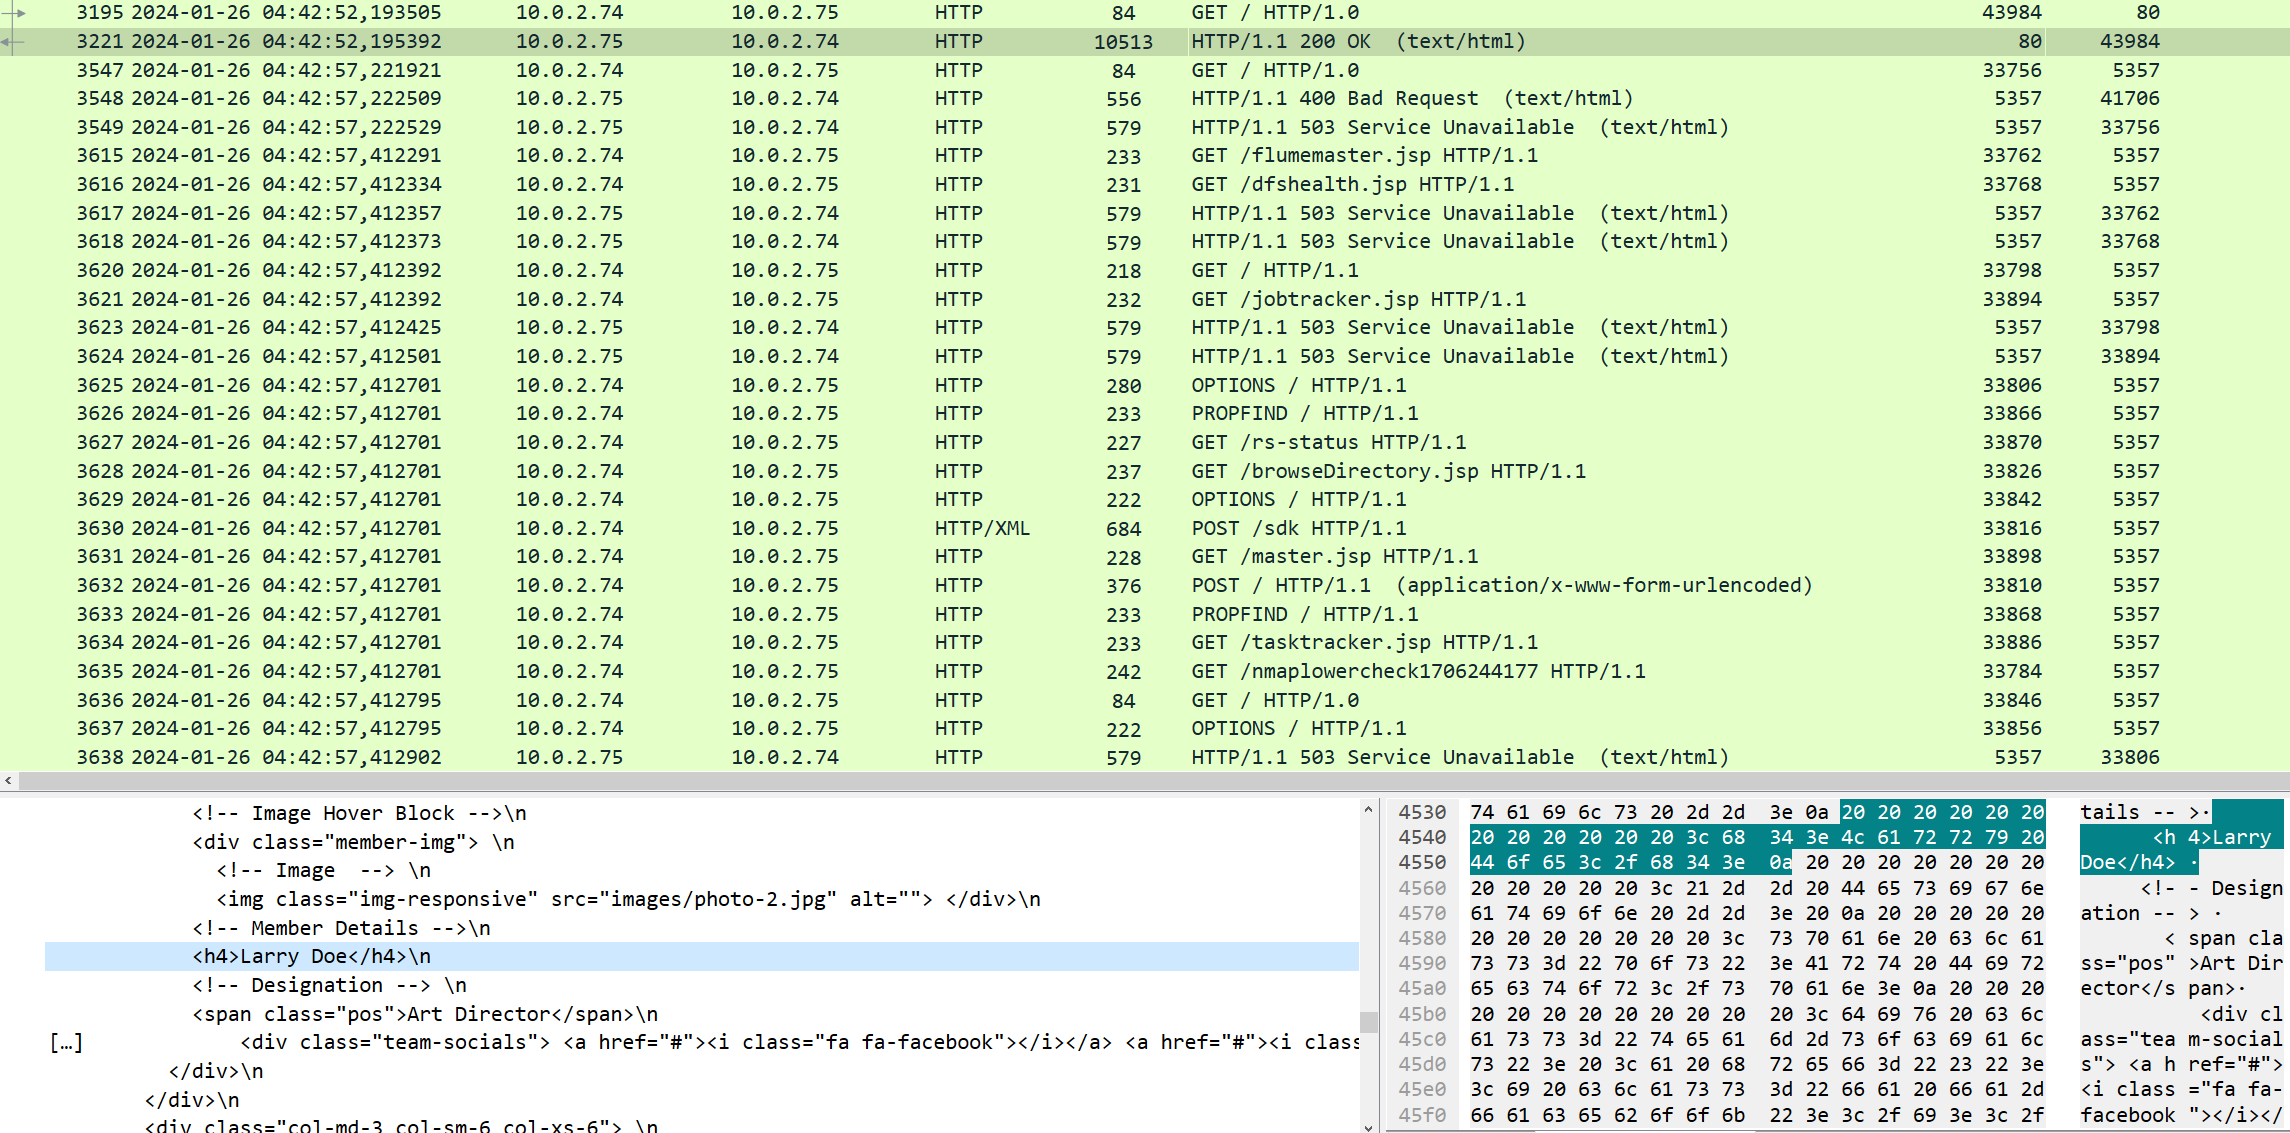 3195 2024-01-26 04:42:52,193505 10.0.2.74 10.0.2.75 HTTP 84 GET / HTTP/1.0 43984 80
3221 2024-01-26 04:42:52,195392 10.0.2.75 10.0.2.74 HTTP 10513 HTTP/1.1 200 OK (text/html) 80 43984
3547 2024-01-26 04:42:57,221921 10.0.2.74 10.0.2.75 HTTP 84 GET / HTTP/1.0 33756 5357
3548 2024-01-26 04:42:57,222509 10.0.2.75 10.0.2.74 HTTP 556 HTTP/1.1 400 Bad Request (text/html) 5357 41706
3549 2024-01-26 04:42:57,222529 10.0.2.75 10.0.2.74 HTTP 579 HTTP/1.1 503 Service Unavailable (text/html) 5357 33756
3615 2024-01-26 04:42:57,412291 10.0.2.74 10.0.2.75 HTTP 233 GET /flumemaster.jsp HTTP/1.1 33762 5357
3616 2024-01-26 04:42:57,412334 10.0.2.74 10.0.2.75 HTTP 231 GET /dfshealth.jsp HTTP/1.1 33768 5357
3617 2024-01-26 04:42:57,412357 10.0.2.75 10.0.2.74 HTTP 579 HTTP/1.1 503 Service Unavailable (text/html) 5357 33762
3618 2024-01-26 04:42:57,412373 10.0.2.75 10.0.2.74 HTTP 579 HTTP/1.1 503 Service Unavailable (text/html) 5357 33768
3620 2024-01-26 04:42:57,412392 10.0.2.74 10.0.2.75 HTTP 218 GET / HTTP/1.1 33798 5357
3621 2024-01-26 04:42:57,412392 10.0.2.74 10.0.2.75 HTTP 232 GET /jobtracker.jsp HTTP/1.1 33894 5357
3623 2024-01-26 04:42:57,412425 10.0.2.75 10.0.2.74 HTTP 579 HTTP/1.1 503 Service Unavailable (text/html) 5357 33798
3624 2024-01-26 04:42:57,412501 10.0.2.75 10.0.2.74 HTTP 579 HTTP/1.1 503 Service Unavailable (text/html) 5357 33894
3625 2024-01-26 04:42:57,412701 10.0.2.74 10.0.2.75 HTTP 280 OPTIONS / HTTP/1.1 33806 5357
3626 2024-01-26 04:42:57,412701 10.0.2.74 10.0.2.75 HTTP 233 PROPFIND / HTTP/1.1 33866 5357
3627 2024-01-26 04:42:57,412701 10.0.2.74 10.0.2.75 HTTP 227 GET /rs-status HTTP/1.1 33870 5357
3628 2024-01-26 04:42:57,412701 10.0.2.74 10.0.2.75 HTTP 237 GET /browseDirectory.jsp HTTP/1.1 33826 5357
3629 2024-01-26 04:42:57,412701 10.0.2.74 10.0.2.75 HTTP 222 OPTIONS / HTTP/1.1 33842 5357
3630 2024-01-26 04:42:57,412701 10.0.2.74 10.0.2.75 HTTP/XML 684 POST /sdk HTTP/1.1 33816 5357
3631 2024-01-26 04:42:57,412701 10.0.2.74 10.0.2.75 HTTP 228 GET /master.jsp HTTP/1.1 33898 5357
3632 2024-01-26 04:42:57,412701 10.0.2.74 10.0.2.75 HTTP 376 POST / HTTP/1.1 (application/x-www-form-urlencoded) 33810 5357
3633 2024-01-26 04:42:57,412701 10.0.2.74 10.0.2.75 HTTP 233 PROPFIND / HTTP/1.1 33868 5357
3634 2024-01-26 04:42:57,412701 10.0.2.74 10.0.2.75 HTTP 233 GET /tasktracker.jsp HTTP/1.1 33886 5357
3635 2024-01-26 04:42:57,412701 10.0.2.74 10.0.2.75 HTTP 242 GET /nmaplowercheck1706244177 HTTP/1.1 33784 5357
3636 2024-01-26 04:42:57,412795 10.0.2.74 10.0.2.75 HTTP 84 GET / HTTP/1.0 33846 5357
3637 2024-01-26 04:42:57,412795 10.0.2.74 10.0.2.75 HTTP 222 OPTIONS / HTTP/1.1 33856 5357
3638 2024-01-26 04:42:57,412902 10.0.2.75 10.0.2.74 HTTP 579 HTTP/1.1 503 Service Unavailable (text/html) 5357 33806
<!-- Image Hover Block -->\n
<div class="member-img"> \n
<!-- Image  --> \n
<img class="img-responsive" src="images/photo-2.jpg" alt=""> </div>\n
<!-- Member Details -->\n
<h4>Larry Doe</h4>\n
<!-- Designation --> \n
<span class="pos">Art Director</span>\n
[…] <div class="team-socials"> <a href="#"><i class="fa fa-facebook"></i></a> <a href="#"><i class
</div>\n
</div>\n
<div class="col-md-3 col-sm-6 col-xs-6"> \n
4530 74 61 69 6c 73 20 2d 2d 3e 0a 20 20 20 20 20 20 tails -- >·
4540 20 20 20 20 20 20 3c 68 34 3e 4c 61 72 72 79 20 <h 4>Larry
4550 44 6f 65 3c 2f 68 34 3e 0a 20 20 20 20 20 20 20 Doe</h4> ·
4560 20 20 20 20 20 3c 21 2d 2d 20 44 65 73 69 67 6e <!- - Design
4570 61 74 69 6f 6e 20 2d 2d 3e 20 0a 20 20 20 20 20 ation -- > ·
4580 20 20 20 20 20 20 20 3c 73 70 61 6e 20 63 6c 61 < span cla
4590 73 73 3d 22 70 6f 73 22 3e 41 72 74 20 44 69 72 ss="pos" >Art Dir
45a0 65 63 74 6f 72 3c 2f 73 70 61 6e 3e 0a 20 20 20 ector</s pan>·
45b0 20 20 20 20 20 20 20 20 20 3c 64 69 76 20 63 6c <div cl
45c0 61 73 73 3d 22 74 65 61 6d 2d 73 6f 63 69 61 6c ass="tea m-social
45d0 73 22 3e 20 3c 61 20 68 72 65 66 3d 22 23 22 3e s"> <a h ref="#">
45e0 3c 69 20 63 6c 61 73 73 3d 22 66 61 20 66 61 2d <i class ="fa fa-
45f0 66 61 63 65 62 6f 6f 6b 22 3e 3c 2f 69 3e 3c 2f facebook "></i></